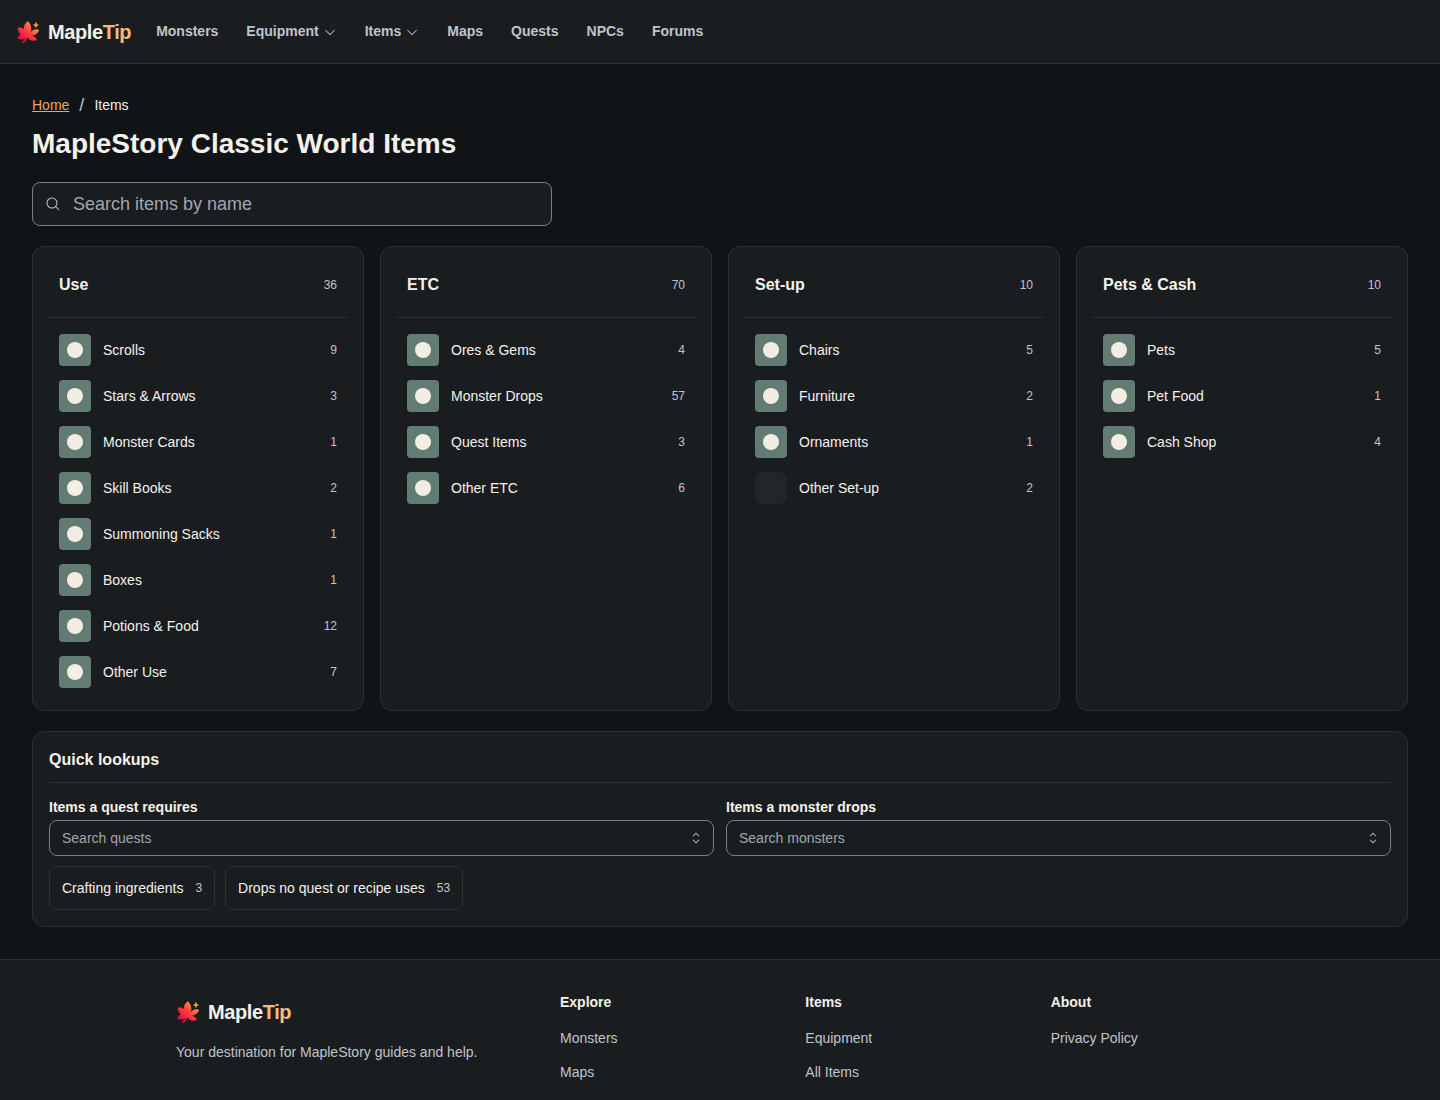 MapleTip
Monsters
Equipment
Items
Maps
Quests
NPCs
Forums
Home / Items
MapleStory Classic World Items
Search items by name
Use 36
Scrolls 9
Stars & Arrows 3
Monster Cards 1
Skill Books 2
Summoning Sacks 1
Boxes 1
Potions & Food 12
Other Use 7
ETC 70
Ores & Gems 4
Monster Drops 57
Quest Items 3
Other ETC 6
Set-up 10
Chairs 5
Furniture 2
Ornaments 1
Other Set-up 2
Pets & Cash 10
Pets 5
Pet Food 1
Cash Shop 4
Quick lookups
Items a quest requires
Search quests
Items a monster drops
Search monsters
Crafting ingredients 3
Drops no quest or recipe uses 53
MapleTip
Your destination for MapleStory guides and help.
Explore
Monsters
Maps
Items
Equipment
All Items
About
Privacy Policy